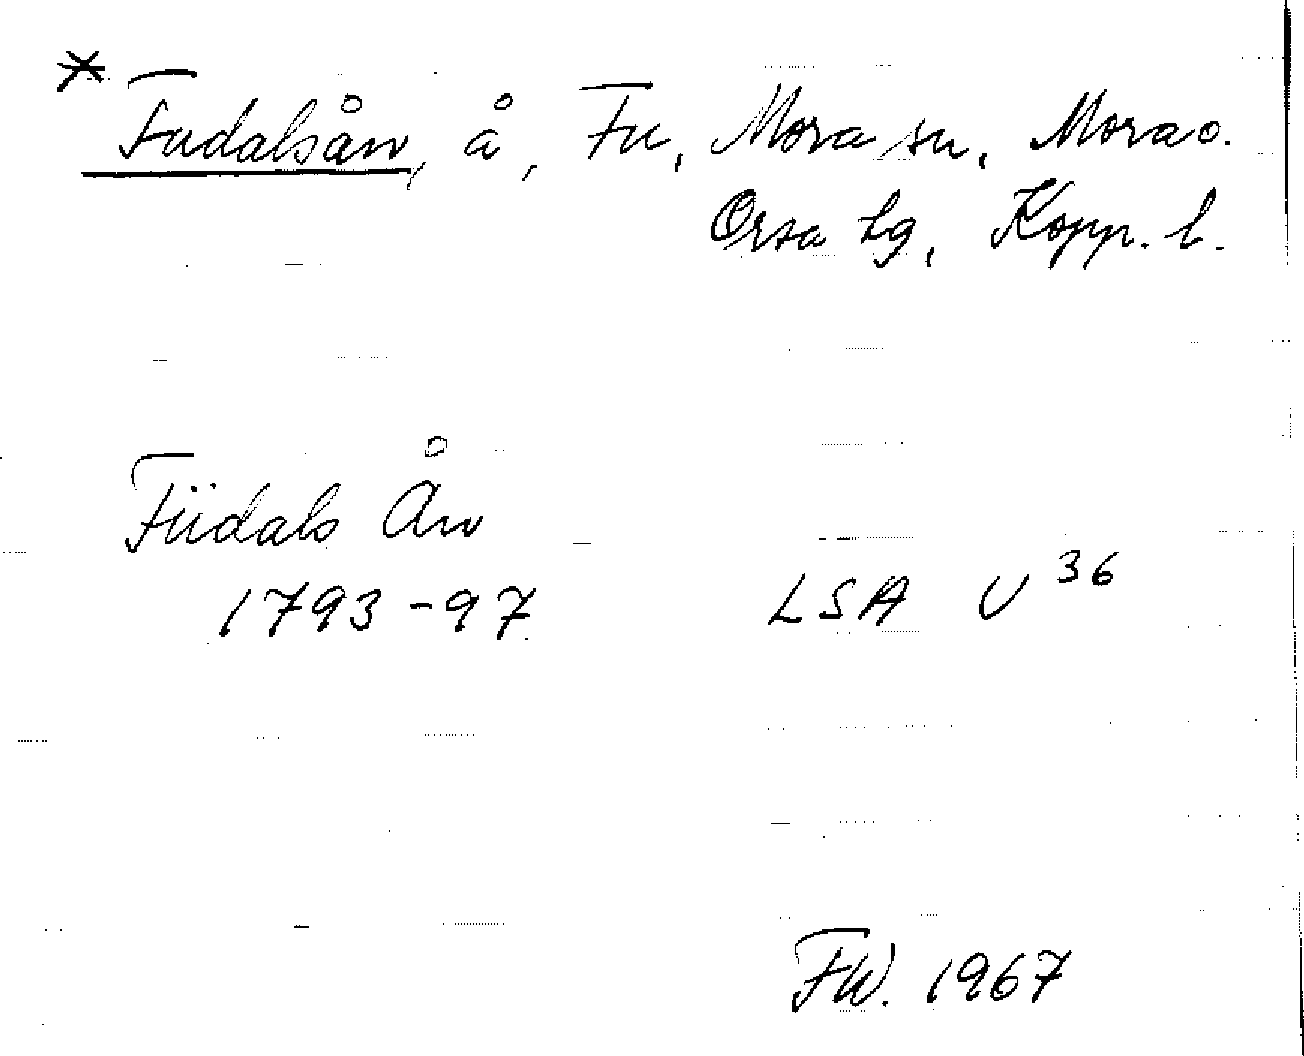 * Fudalsån, å, Fu, Mora sn, Mora o.
Orsa tg, Kopp. l.
Füdals Ån
1793-97 LSA U 36
FW. 1967